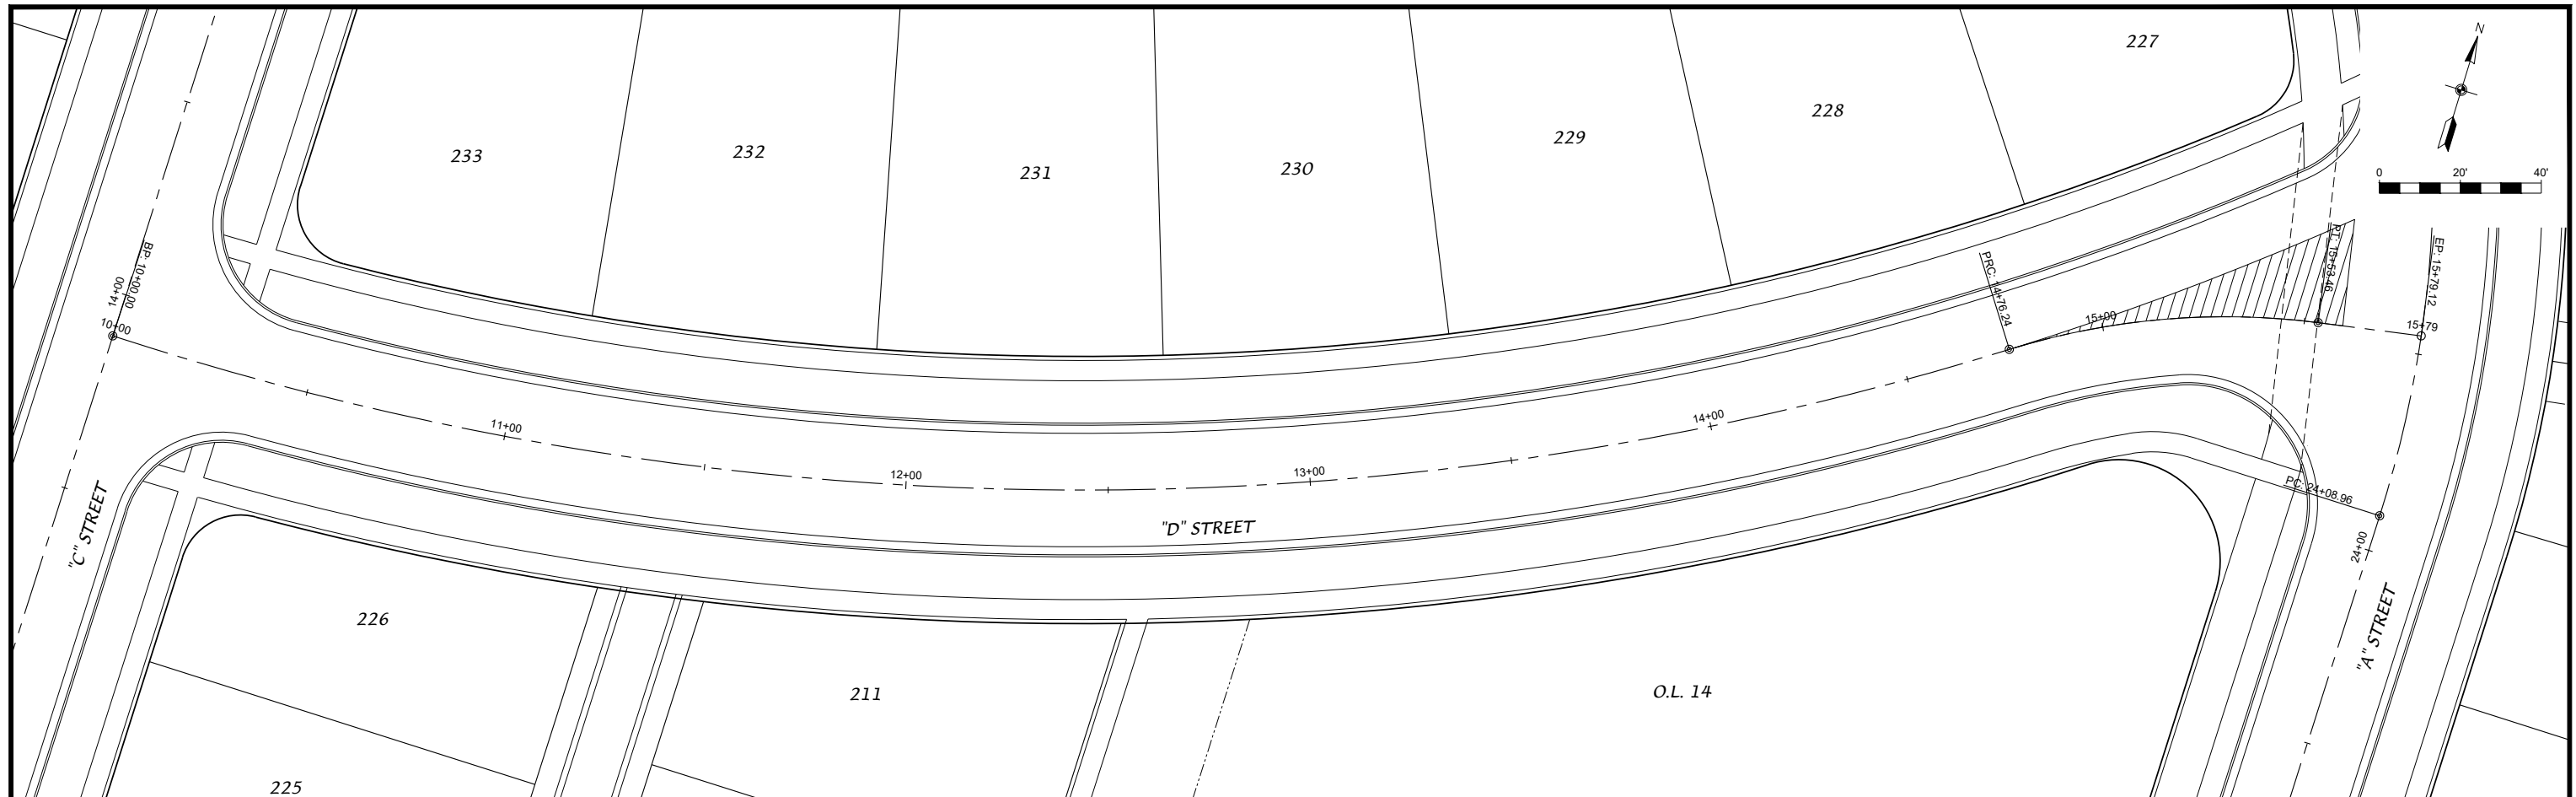 N
227
228
229
233
232
231
230
0 20' 40'
BP: 10+00.00
14+00
10+00
PRC: 14+76.24
15+00
PT: 15+53.46
EP: 15+79.12
15+79
11+00
12+00
13+00
14+00
"C" STREET
"D" STREET
PC: 24+08.96
24+00
"A" STREET
226
211
O.L. 14
225